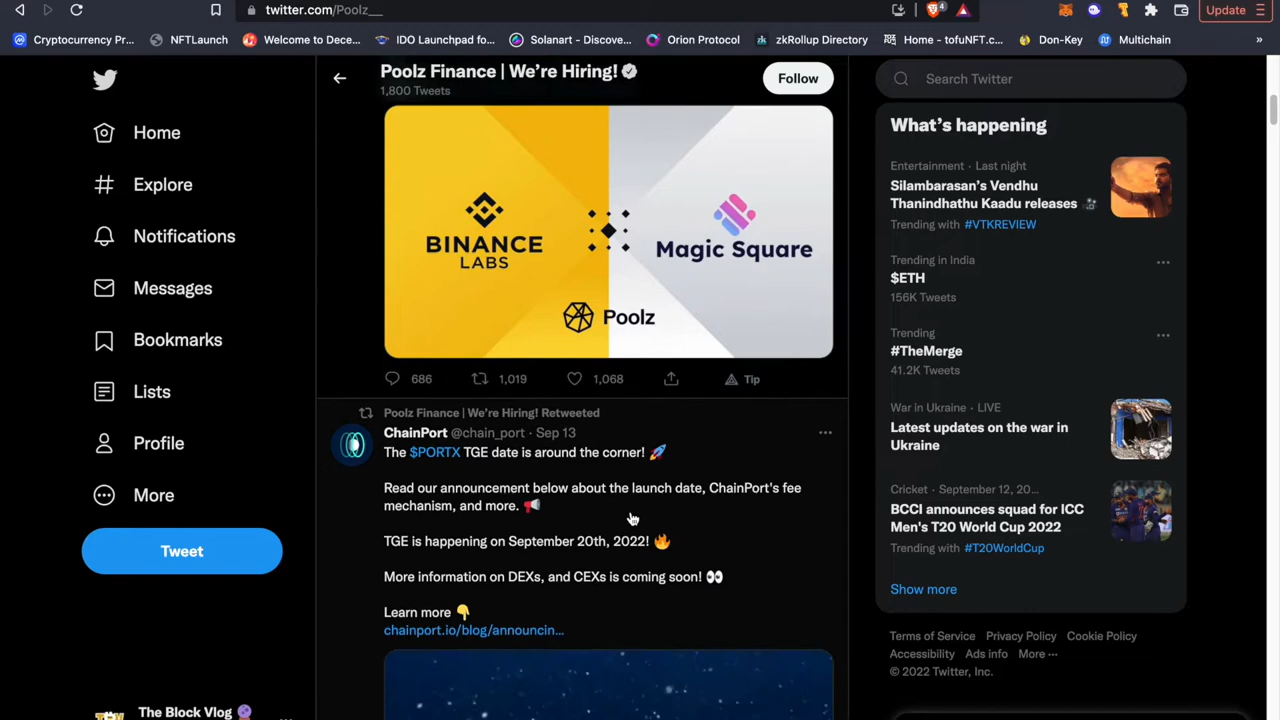 twitter.com/Poolz__
4
Update
Cryptocurrency Pr...
NFTLaunch
Welcome to Dece...
IDO Launchpad fo...
Solanart - Discove...
Orion Protocol
zkRollup Directory
Home - tofuNFT.c...
Don-Key
Multichain
»
Home
Explore
Notifications
Messages
Bookmarks
Lists
Profile
More
Tweet
The Block Vlog
Poolz Finance | We're Hiring!
1,800 Tweets
Follow
BINANCE
LABS
Magic Square
Poolz
686
1,019
1,068
Tip
Poolz Finance | We're Hiring! Retweeted
ChainPort @chain_port · Sep 13
The $PORTX TGE date is around the corner! 🚀
Read our announcement below about the launch date, ChainPort's fee
mechanism, and more. 📢
TGE is happening on September 20th, 2022! 🔥
More information on DEXs, and CEXs is coming soon! 👀
Learn more 👇
chainport.io/blog/announcin...
Search Twitter
What's happening
Entertainment · Last night
Silambarasan's Vendhu
Thanindhathu Kaadu releases 🎥
Trending with #VTKREVIEW
Trending in India
$ETH
156K Tweets
Trending
#TheMerge
41.2K Tweets
War in Ukraine · LIVE
Latest updates on the war in
Ukraine
Cricket · September 12, 20...
BCCI announces squad for ICC
Men's T20 World Cup 2022
Trending with #T20WorldCup
Show more
Terms of Service Privacy Policy Cookie Policy
Accessibility Ads info More ···
© 2022 Twitter, Inc.